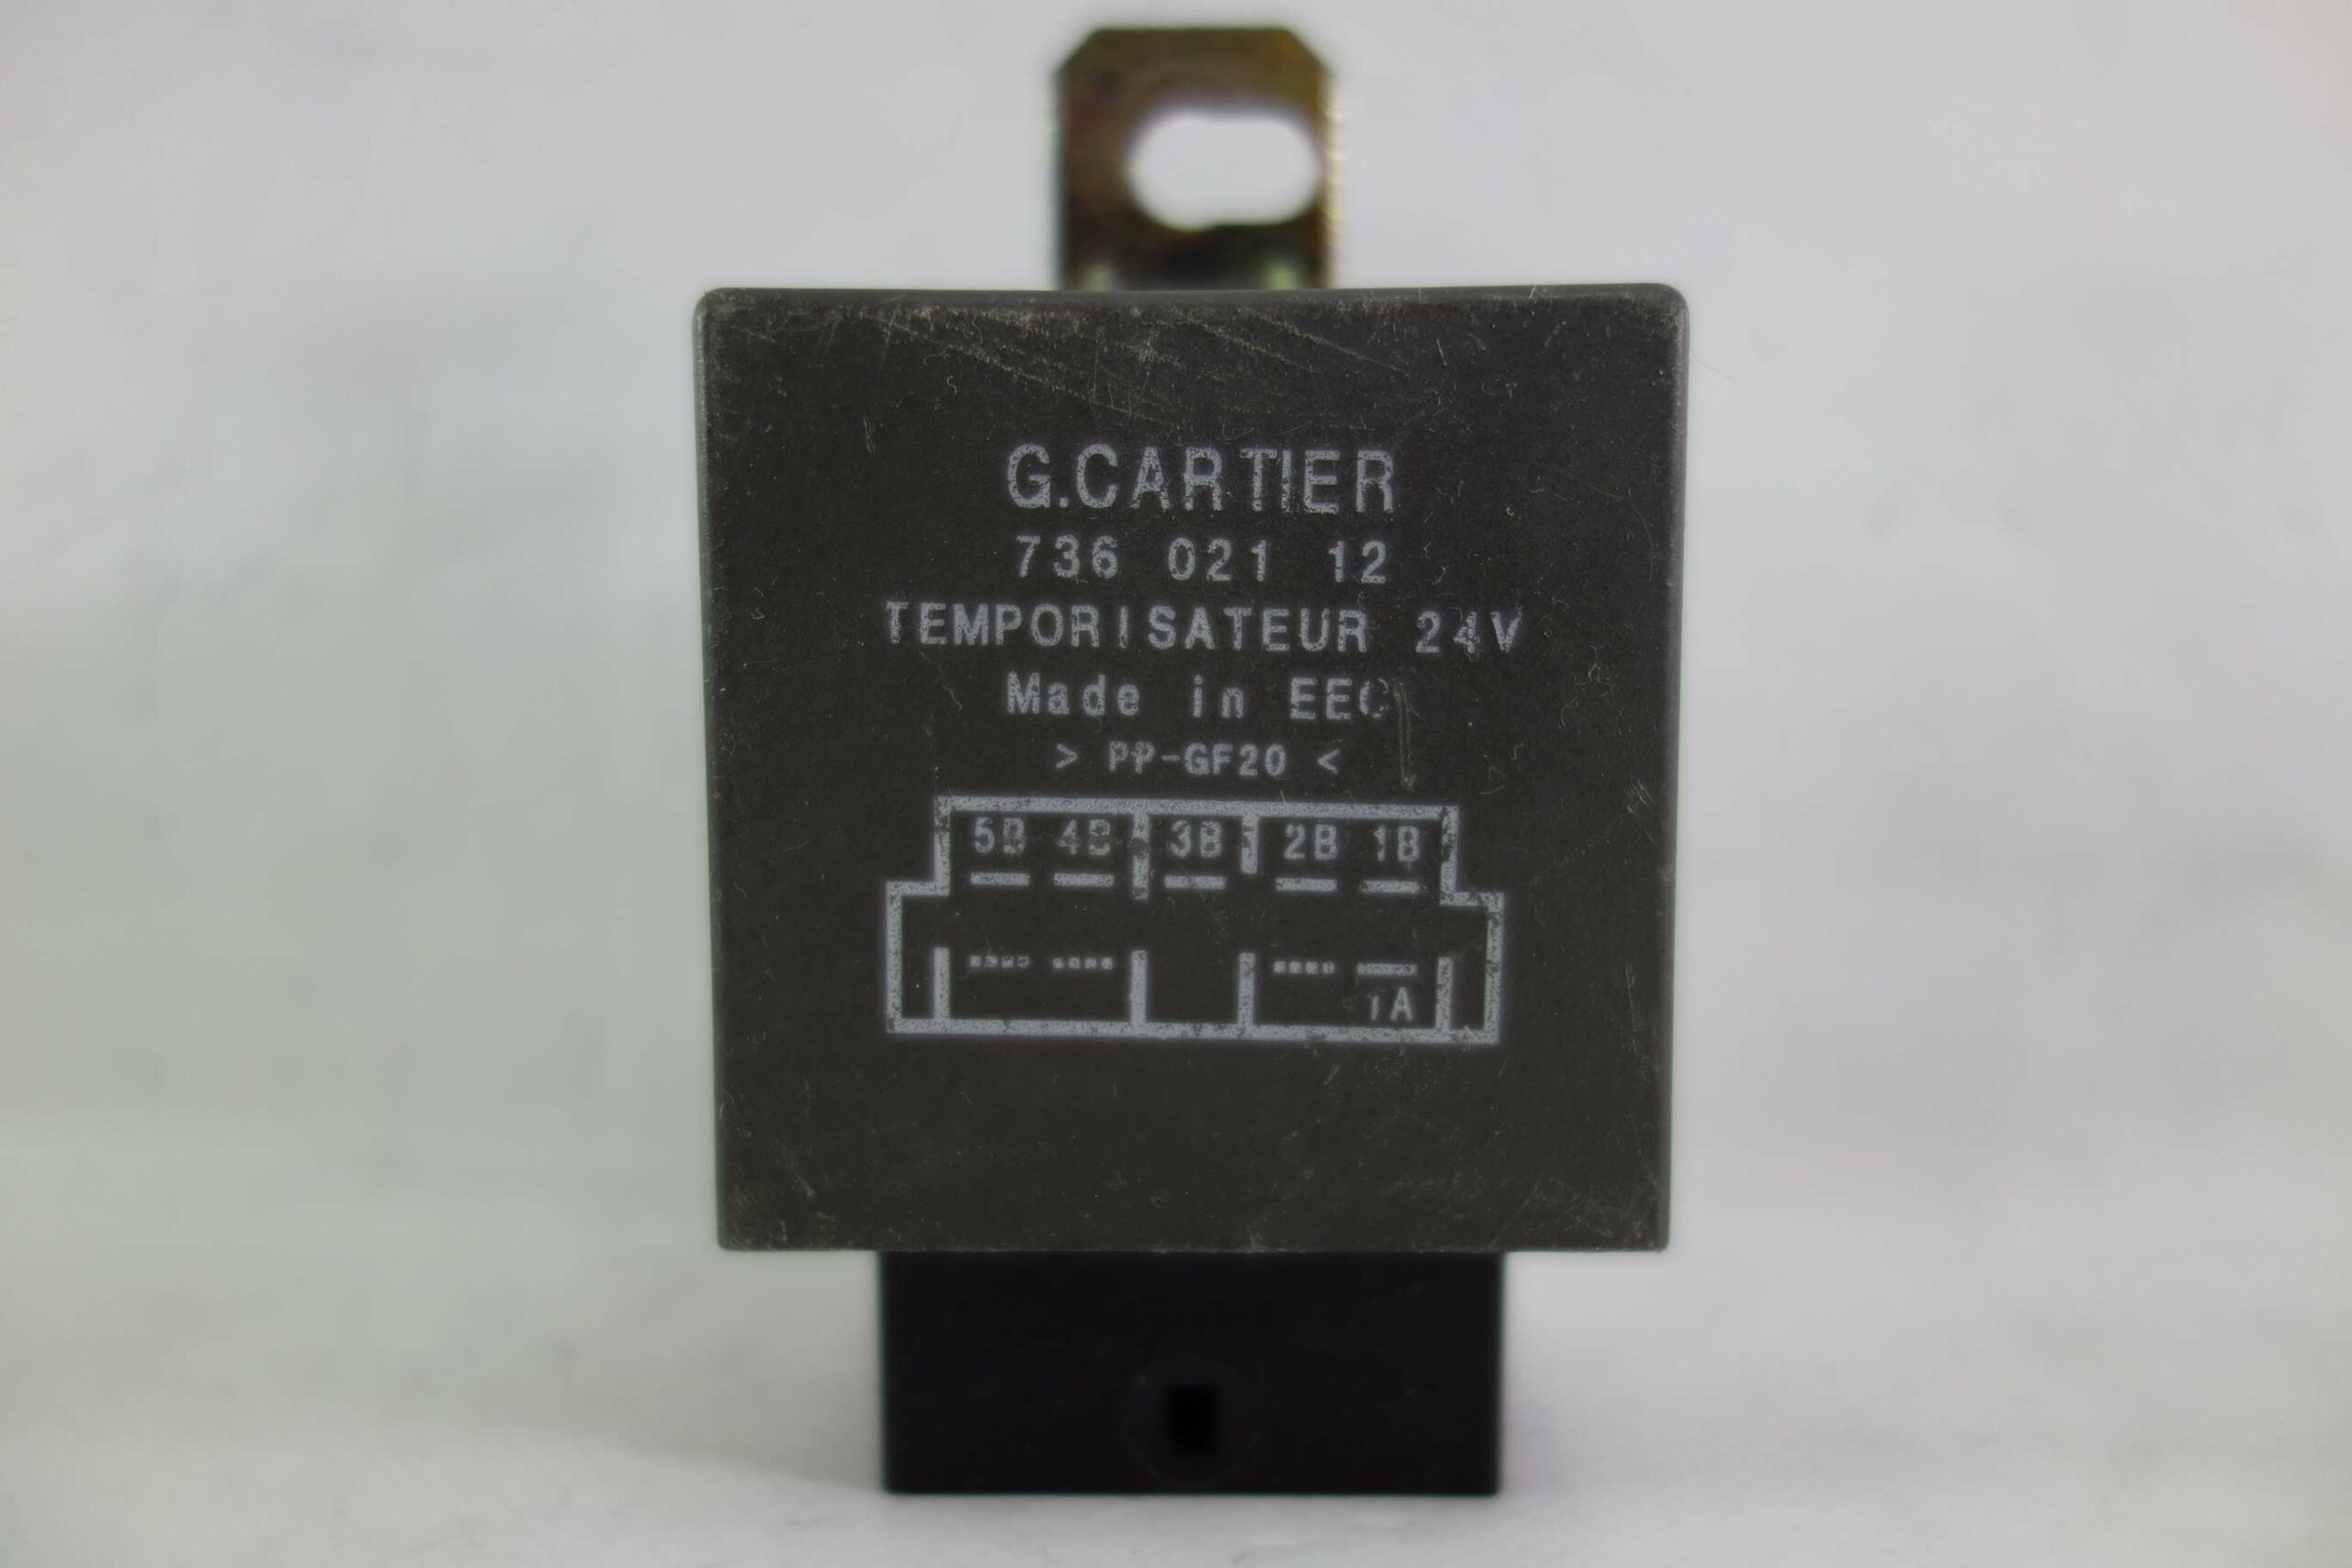 G.CARTIER
736 021 12
TEMPORISATEUR 24V
Made in EEC
> PP-GF20 <
5B 4B 3B 2B 1B
1A